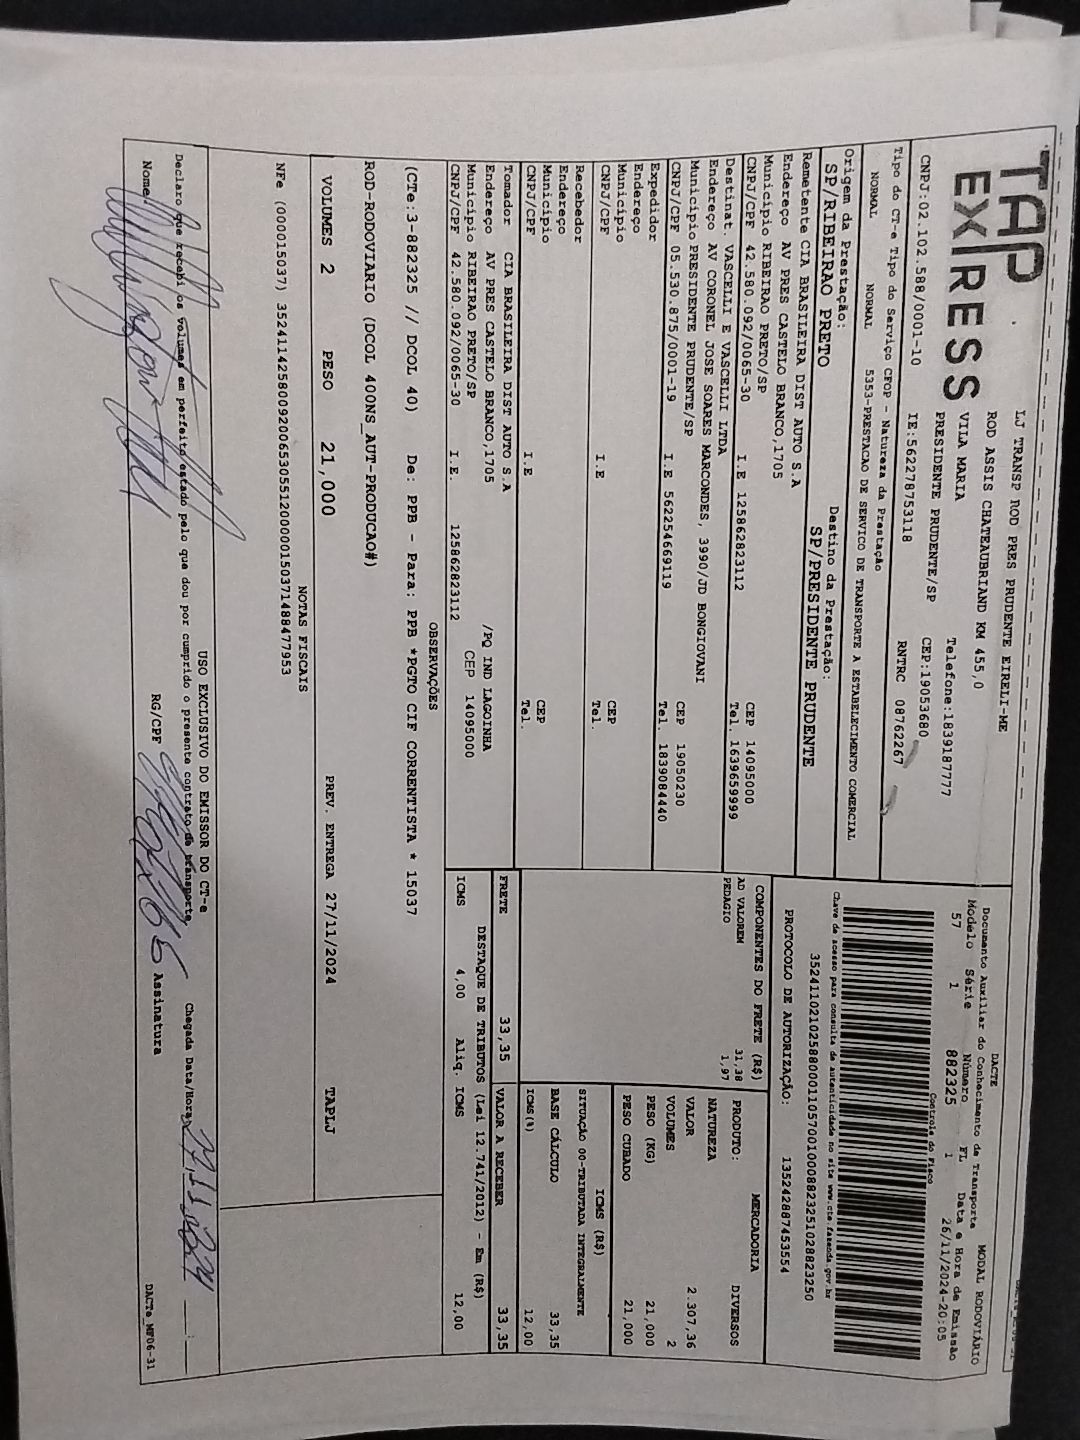 TAP EXPRESS
LJ TRANSP ROD PRES PRUDENTE EIRELI-ME
ROD ASSIS CHATEAUBRIAND KM 455,0
VILA MARIA Telefone:1839187777
PRESIDENTE PRUDENTE/SP CEP:19053680
CNPJ:02.102.588/0001-10 IE:562278753118 RNTRC 08762267
Tipo do CT-e Tipo do Serviço CFOP - Natureza da Prestação
NORMAL NORMAL 5353-PRESTACAO DE SERVICO DE TRANSPORTE A ESTABELECIMENTO COMERCIAL
Origem da Prestação: Destino da Prestação:
SP/RIBEIRAO PRETO SP/PRESIDENTE PRUDENTE
DACTE MODAL RODOVIÁRIO
Documento Auxiliar do Conhecimento de Transporte
Modelo Série Número FL Data e Hora de Emissão
57 1 882325 1 26/11/2024-20:05
Controle do Fisco
Chave de acesso para consulta de autenticidade no site www.cte.fazenda.gov.br
35241102102588000110570010008823251028823250
PROTOCOLO DE AUTORIZAÇÃO: 135242887453554
Remetente CIA BRASILEIRA DIST AUTO S.A
Endereço AV PRES CASTELO BRANCO,1705
Município RIBEIRAO PRETO/SP CEP 14095000
CNPJ/CPF 42.580.092/0065-30 I.E 125862823112 Tel. 1639659999
Destinat. VASCELLI E VASCELLI LTDA
Endereço AV CORONEL JOSE SOARES MARCONDES, 3990/JD BONGIOVANI
Município PRESIDENTE PRUDENTE/SP CEP 19050230
CNPJ/CPF 05.530.875/0001-19 I.E 562254669119 Tel. 1839084440
Expedidor
Endereço
Município CEP
CNPJ/CPF I.E Tel.
Recebedor
Endereço
Município CEP
CNPJ/CPF I.E Tel.
Tomador CIA BRASILEIRA DIST AUTO S.A
Endereço AV PRES CASTELO BRANCO,1705 /PQ IND LAGOINHA
Município RIBEIRAO PRETO/SP CEP 14095000
CNPJ/CPF 42.580.092/0065-30 I.E. 125862823112
COMPONENTES DO FRETE (R$)
AD VALOREM 31,38
PEDAGIO 1,97
MERCADORIA
PRODUTO: DIVERSOS
NATUREZA
VALOR 2.307,36
VOLUMES 2
PESO (KG) 21,000
PESO CUBADO 21,000
ICMS (R$)
SITUAÇÃO 00-TRIBUTADA INTEGRALMENTE
BASE CÁLCULO 33,35
ICMS(%) 12,00
FRETE 33,35 VALOR A RECEBER 33,35
DESTAQUE DE TRIBUTOS (Lei 12.741/2012) - Em (R$)
ICMS 4,00 Aliq. ICMS 12,00
OBSERVAÇÕES
(CTe:3-882325 // DCOL 40) De: PPB - Para: PPB *PGTO CIF CORRENTISTA * 15037
ROD-RODOVIARIO (DCOL 400NS_AUT-PRODUCAO#)
VOLUMES 2 PESO 21,000 PREV. ENTREGA 27/11/2024 TAPLJ
NOTAS FISCAIS
NFe (000015037) 35241142580092006530551200000150371488477953
USO EXCLUSIVO DO EMISSOR DO CT-e
Declaro que recebi os volumes em perfeito estado pelo que dou por cumprido o presente contrato de transporte. Chegada Data/Hora: 27.11.2024
Nome: RG/CPF Assinatura
DACTe_MF06-31